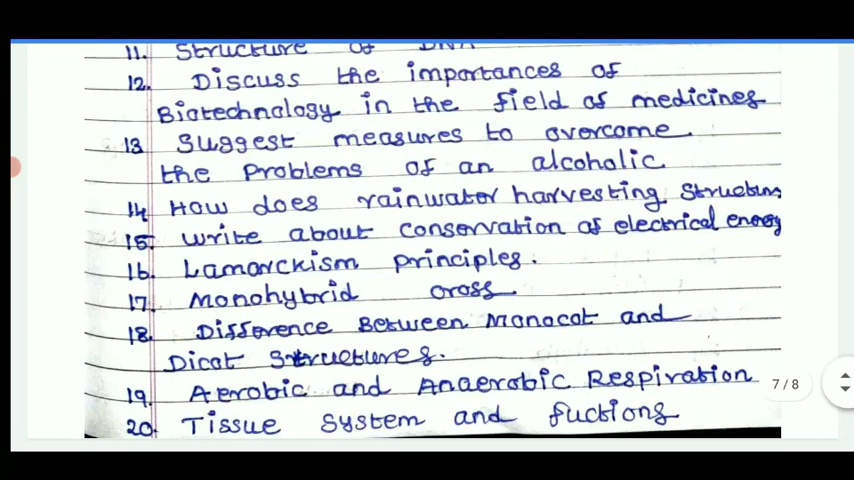 11. Structure of DNA
12. Discuss the importances of
Biotechnology in the field of medicines
13 Suggest measures to overcome
the problems of an alcoholic
14 How does rainwater harvesting
15. Write about conservation of electrical energy
16. Lamarckism principles.
17. Monohybrid cross
18. Difference Between Monocot and
Dicot Structures.
19. Aerobic and Anaerobic Respiration
7/8
20. Tissue system and fuctions